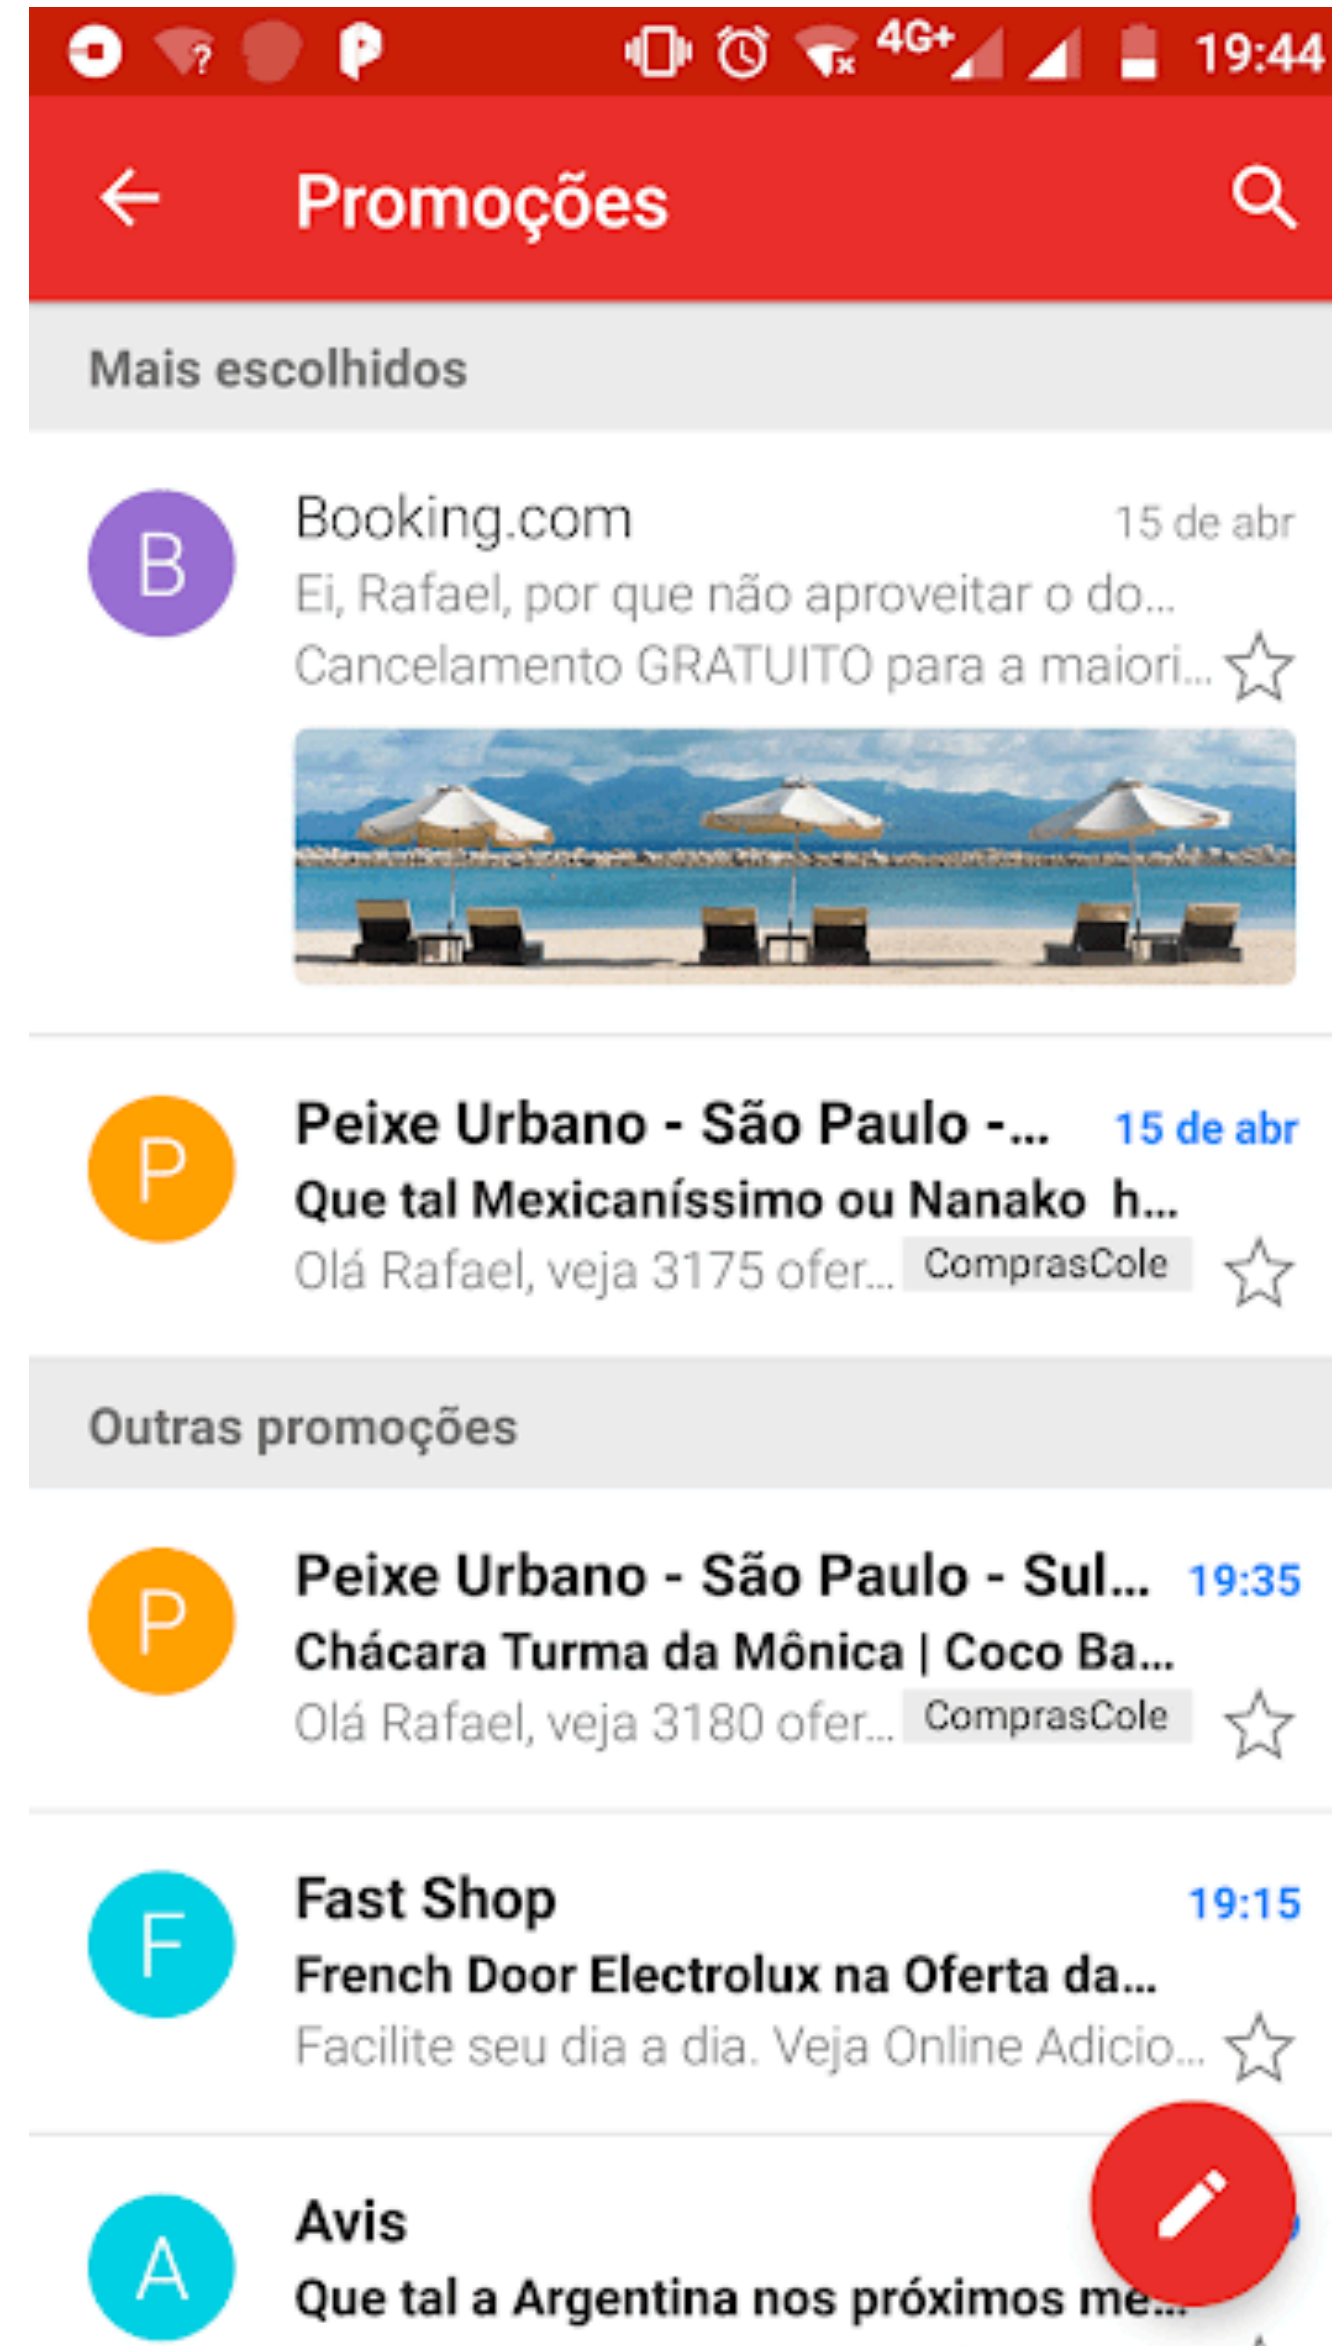 4G+ 19:44
Promoções
Mais escolhidos
B
Booking.com 15 de abr
Ei, Rafael, por que não aproveitar o do...
Cancelamento GRATUITO para a maiori...
P
Peixe Urbano - São Paulo -... 15 de abr
Que tal Mexicaníssimo ou Nanako h...
Olá Rafael, veja 3175 ofer... ComprasCole
Outras promoções
P
Peixe Urbano - São Paulo - Sul... 19:35
Chácara Turma da Mônica | Coco Ba...
Olá Rafael, veja 3180 ofer... ComprasCole
F
Fast Shop 19:15
French Door Electrolux na Oferta da...
Facilite seu dia a dia. Veja Online Adicio...
A
Avis
Que tal a Argentina nos próximos me...